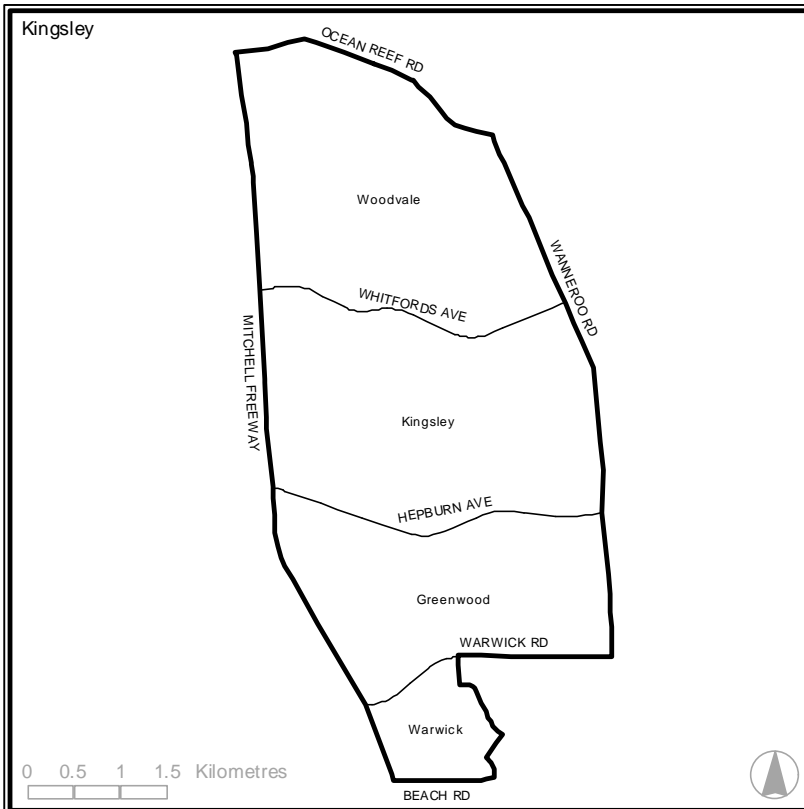 Kingsley
OCEAN REEF RD
Woodvale
WANNEROO RD
WHITFORDS AVE
MITCHELL FREEWAY
Kingsley
HEPBURN AVE
Greenwood
WARWICK RD
Warwick
0 0.5 1 1.5 Kilometres
BEACH RD